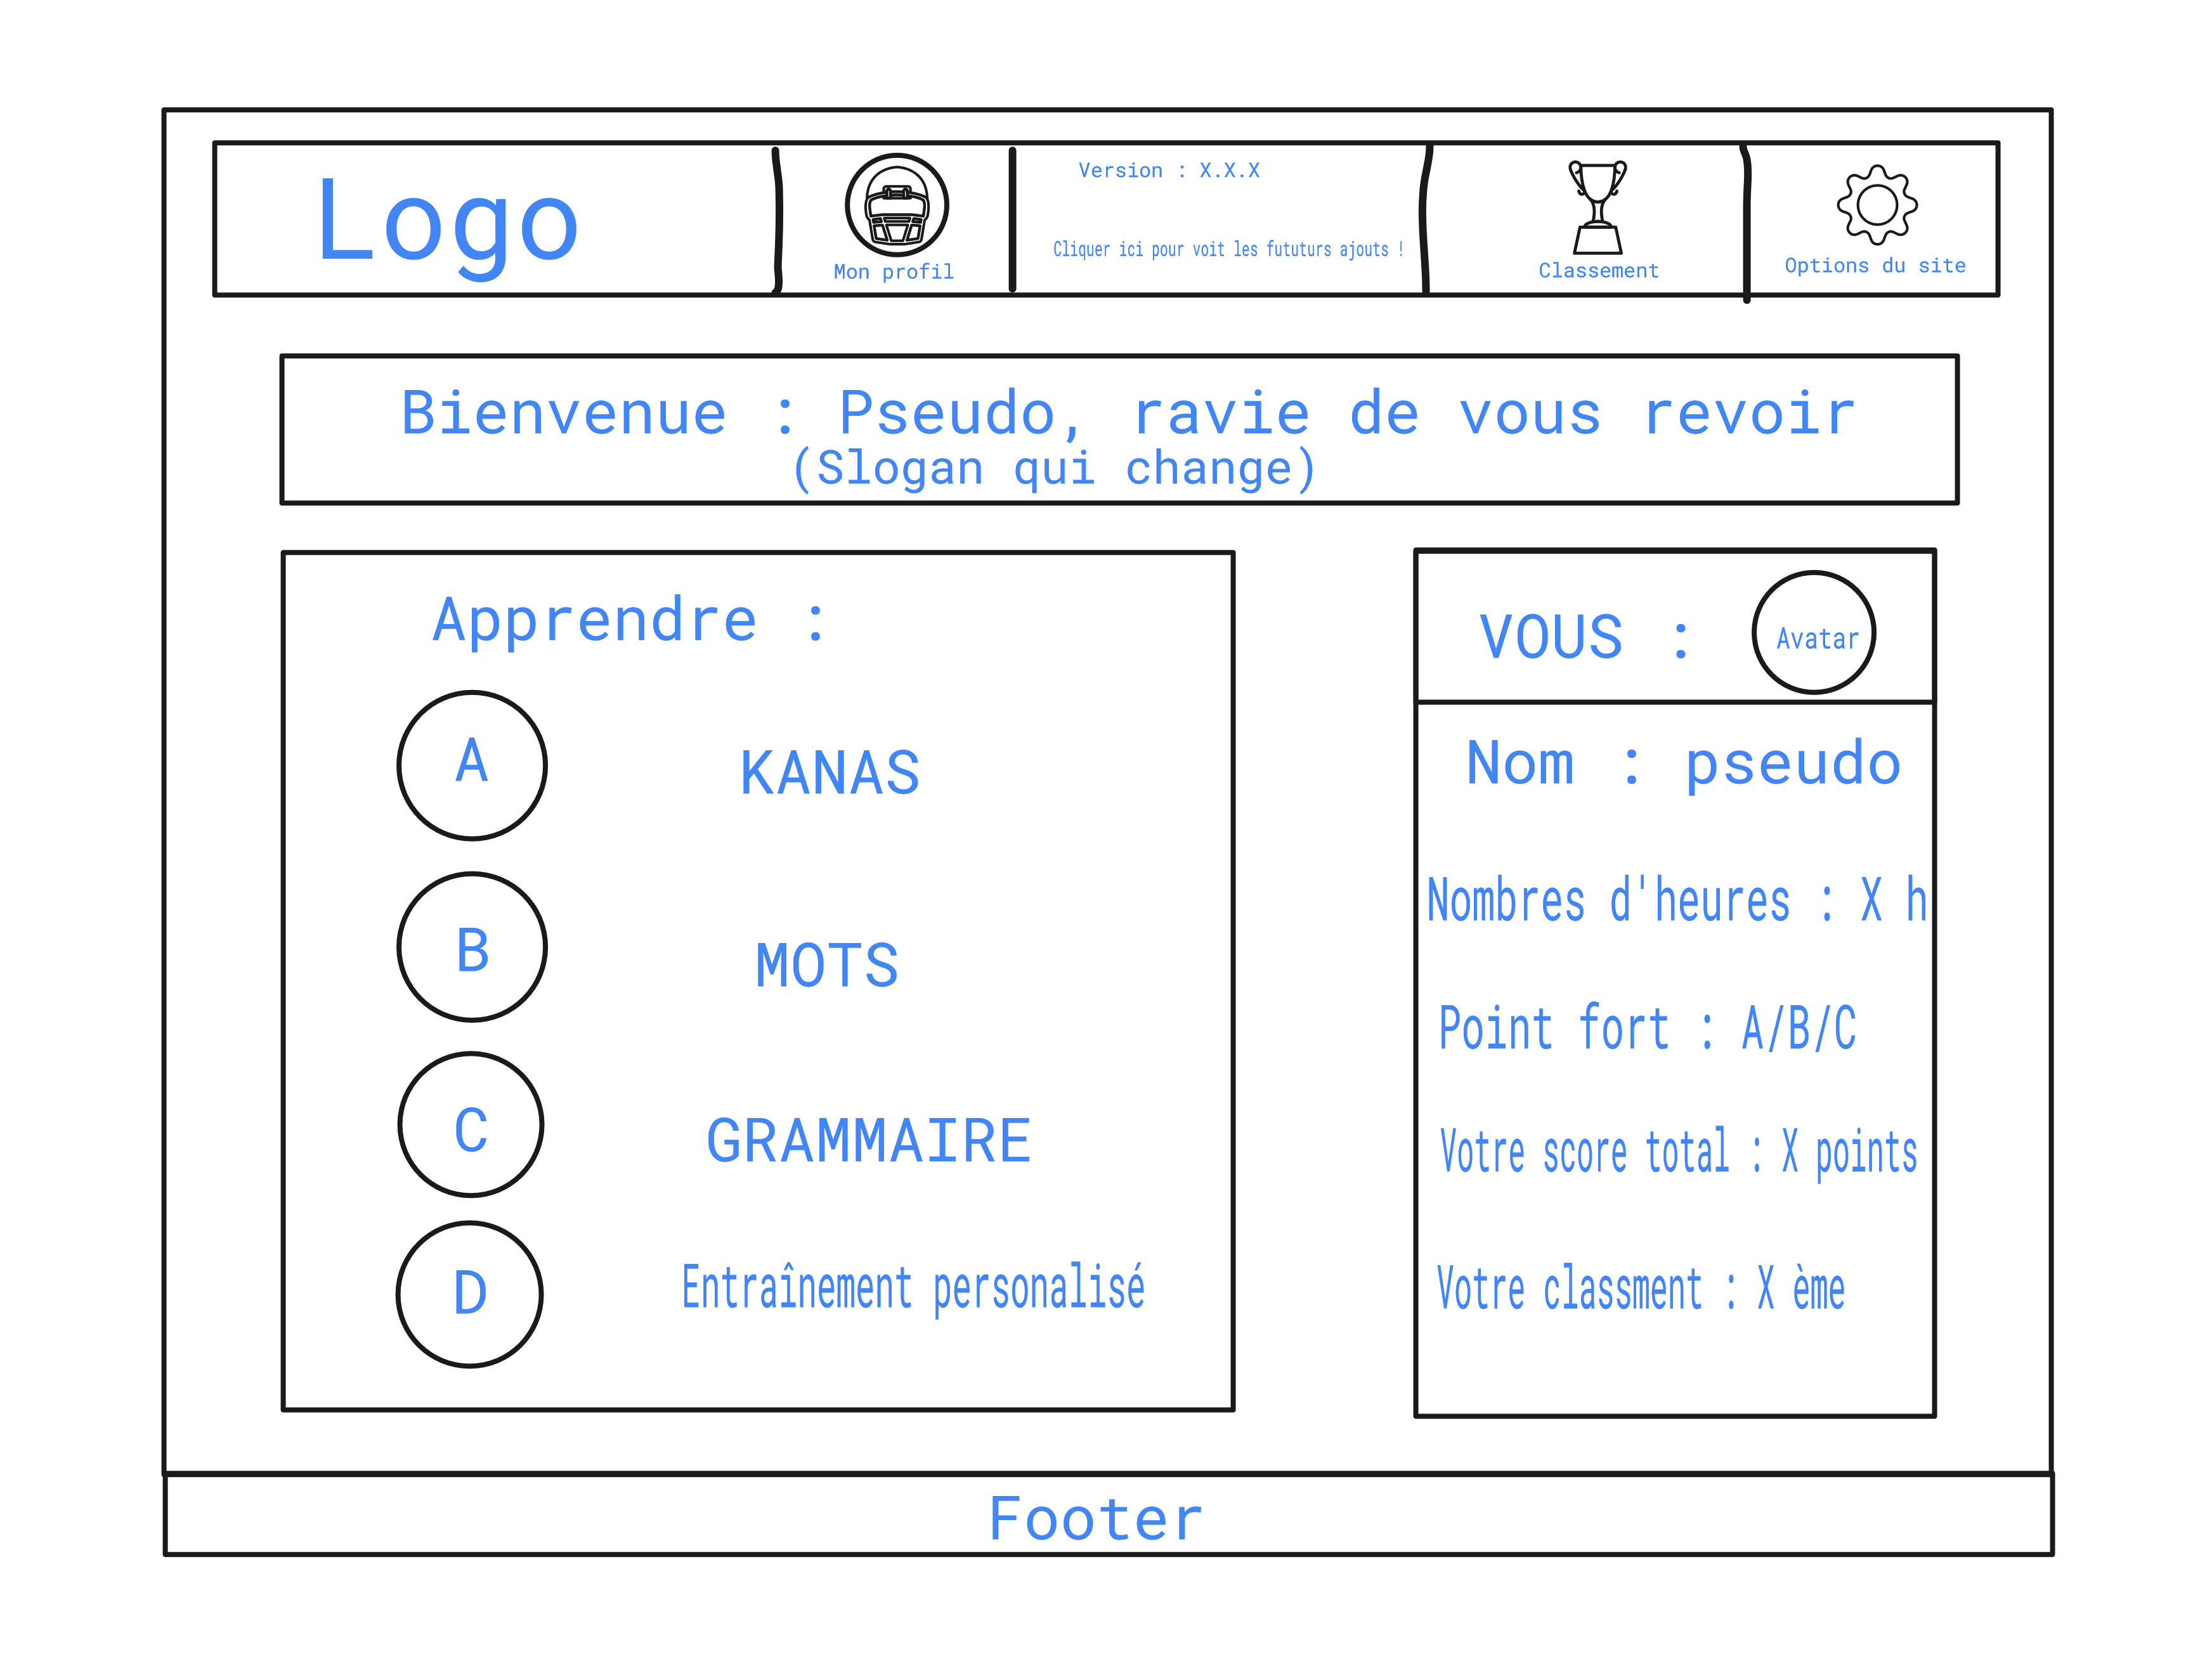 Logo
Mon profil
Version : X.X.X
Cliquer ici pour voit les fututurs ajouts !
Classement
Options du site
Bienvenue : Pseudo, ravie de vous revoir
(Slogan qui change)
Apprendre :
A
KANAS
B
MOTS
C
GRAMMAIRE
D
Entraînement personalisé
VOUS :
Avatar
Nom : pseudo
Nombres d'heures : X h
Point fort : A/B/C
Votre score total : X points
Votre classment : X ème
Footer